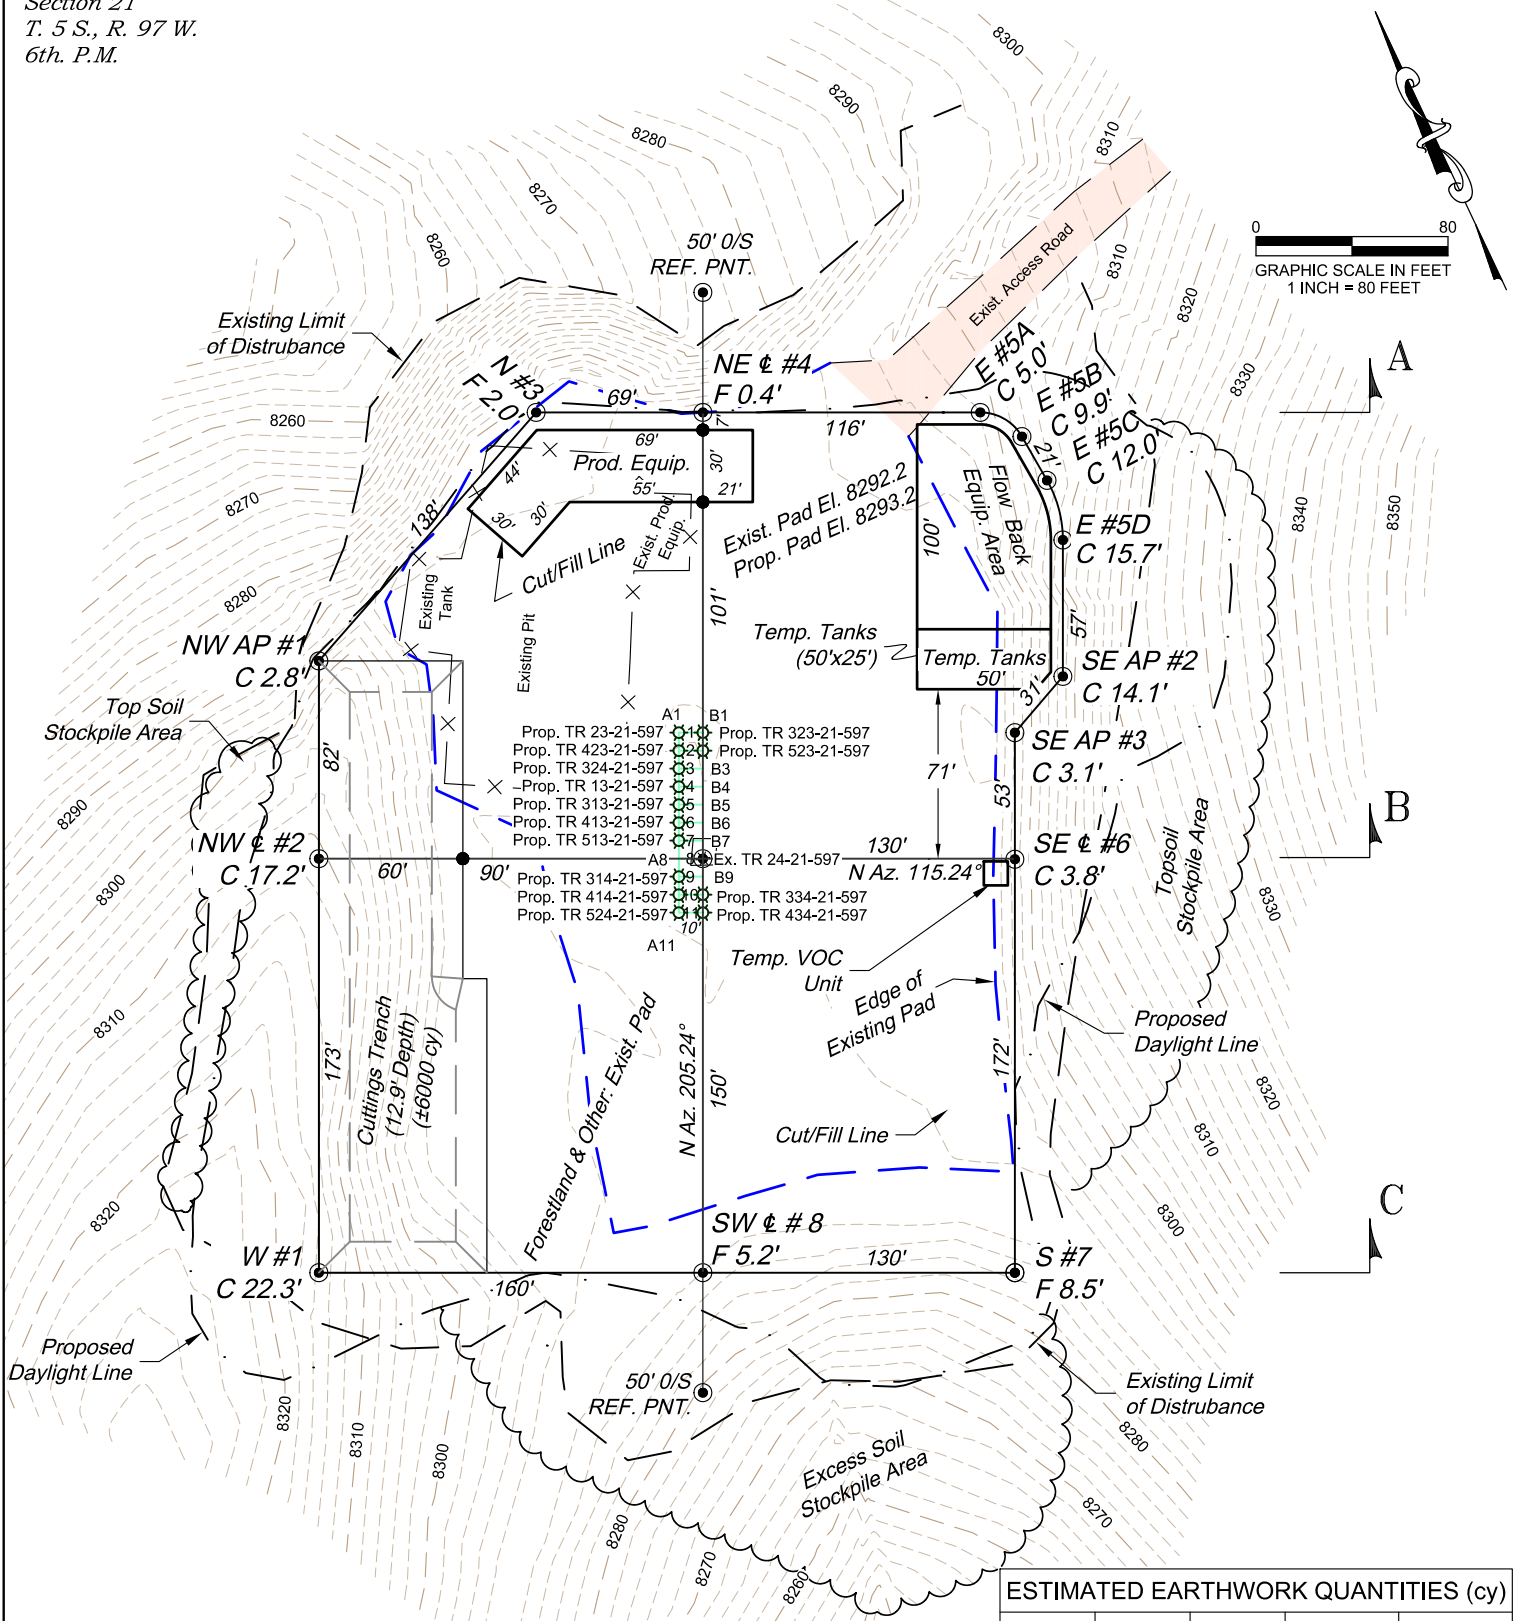 Section 21
T. 5 S., R. 97 W.
6th. P.M.
8300
8290
8280
8310
8270
8260
0 80
GRAPHIC SCALE IN FEET
1 INCH = 80 FEET
50' 0/S
REF. PNT.
Exist. Access Road
8310
8320
Existing Limit
of Distrubance
8330
A
N #3
F 2.0'
69'
NE ℄ #4
F 0.4'
7'
116'
E #5A
C 5.0'
E #5B
C 9.9'
E #5C
C 12.0'
21'
8260
69'
Prod. Equip.
30'
55'
21'
44'
30'
30'
138'
Flow Back
Equip. Area
100'
Exist. Pad El. 8292.2
Prop. Pad El. 8293.2
8270
8340
8350
E #5D
C 15.7'
Exist. Prod.
Equip.
Cut/Fill Line
8280
Existing
Tank
Existing Pit
101'
57'
Temp. Tanks
(50'x25')
Temp. Tanks
50'
31'
NW AP #1
C 2.8'
SE AP #2
C 14.1'
Top Soil
Stockpile Area
A1 B1
Prop. TR 23-21-597 1 Prop. TR 323-21-597
Prop. TR 423-21-597 2 Prop. TR 523-21-597
Prop. TR 324-21-597 3 B3
Prop. TR 13-21-597 4 B4
Prop. TR 313-21-597 5 B5
Prop. TR 413-21-597 6 B6
Prop. TR 513-21-597 7 B7
SE AP #3
C 3.1'
82'
71'
53'
8290
B
NW ℄ #2
C 17.2'
60'
90'
A8 8 Ex. TR 24-21-597
130'
N Az. 115.24°
SE ℄ #6
C 3.8'
Prop. TR 314-21-597 9 B9
Prop. TR 414-21-597 10 Prop. TR 334-21-597
Prop. TR 524-21-597 11 Prop. TR 434-21-597
10'
A11
Topsoil
Stockpile Area
8300
8330
Temp. VOC
Unit
Edge of
Existing Pad
8310
Cuttings Trench
(12.9' Depth)
(±6000 cy)
173'
Forestland & Other: Exist. Pad
N Az. 205.24°
150'
172'
Proposed
Daylight Line
8320
Cut/Fill Line
8310
8320
8300
C
W #1
C 22.3'
SW ℄ # 8
F 5.2'
130'
S #7
F 8.5'
160'
Proposed
Daylight Line
50' 0/S
REF. PNT.
Existing Limit
of Distrubance
8320
8310
8300
8280
Excess Soil
Stockpile Area
8270
8280
8270
8260
ESTIMATED EARTHWORK QUANTITIES (cy)